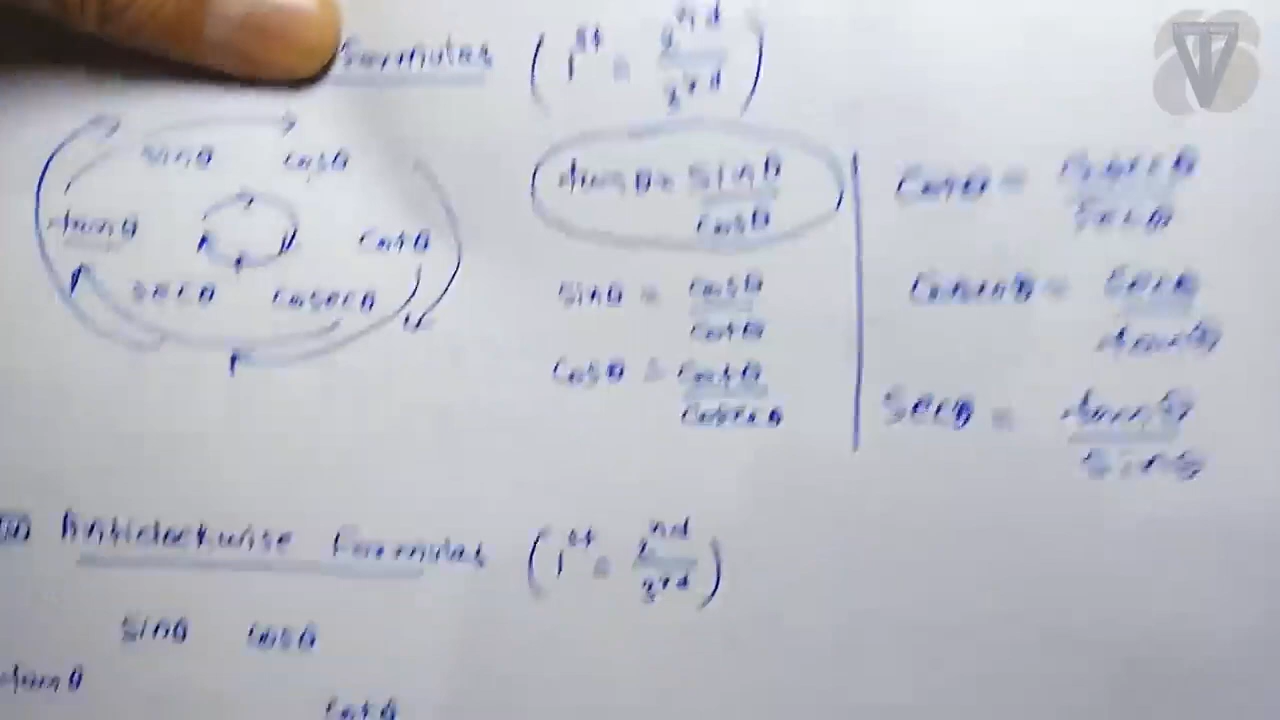 Formulas (1st = 2nd / 3rd)
sinθ cosθ
tanθ cotθ
secθ cosecθ
tanθ = sinθ / cosθ
sinθ = cosθ / cotθ
cosθ = cotθ / cosecθ
cotθ = cosecθ / secθ
cosecθ = secθ / tanθ
secθ = tanθ / sinθ
Anticlockwise Formulas (1st = 2nd / 3rd)
sinθ cosθ
tanθ
cotθ